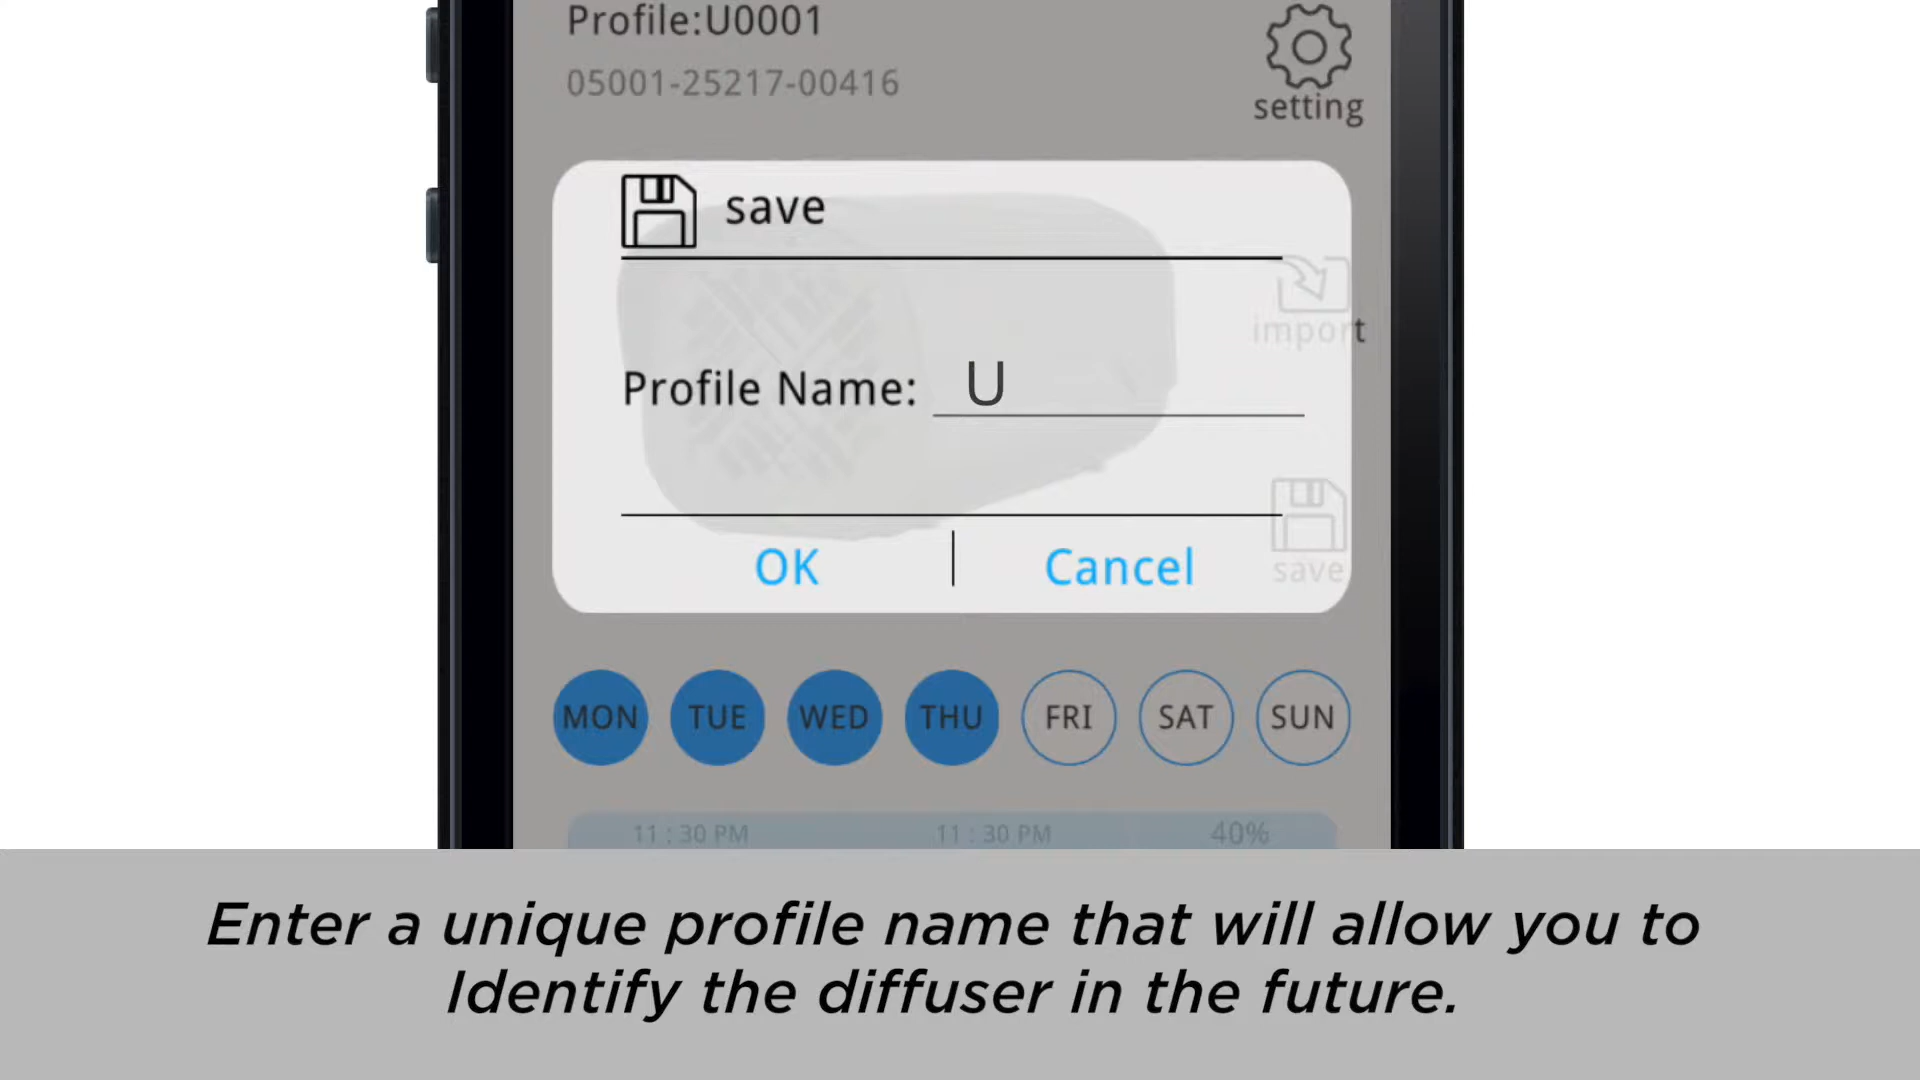 Profile:U0001
05001-25217-00416
setting
save
import
Profile Name: U
save
OK | Cancel
MON TUE WED THU FRI SAT SUN
11 : 30 PM 11 : 30 PM 40%
Enter a unique profile name that will allow you to
Identify the diffuser in the future.